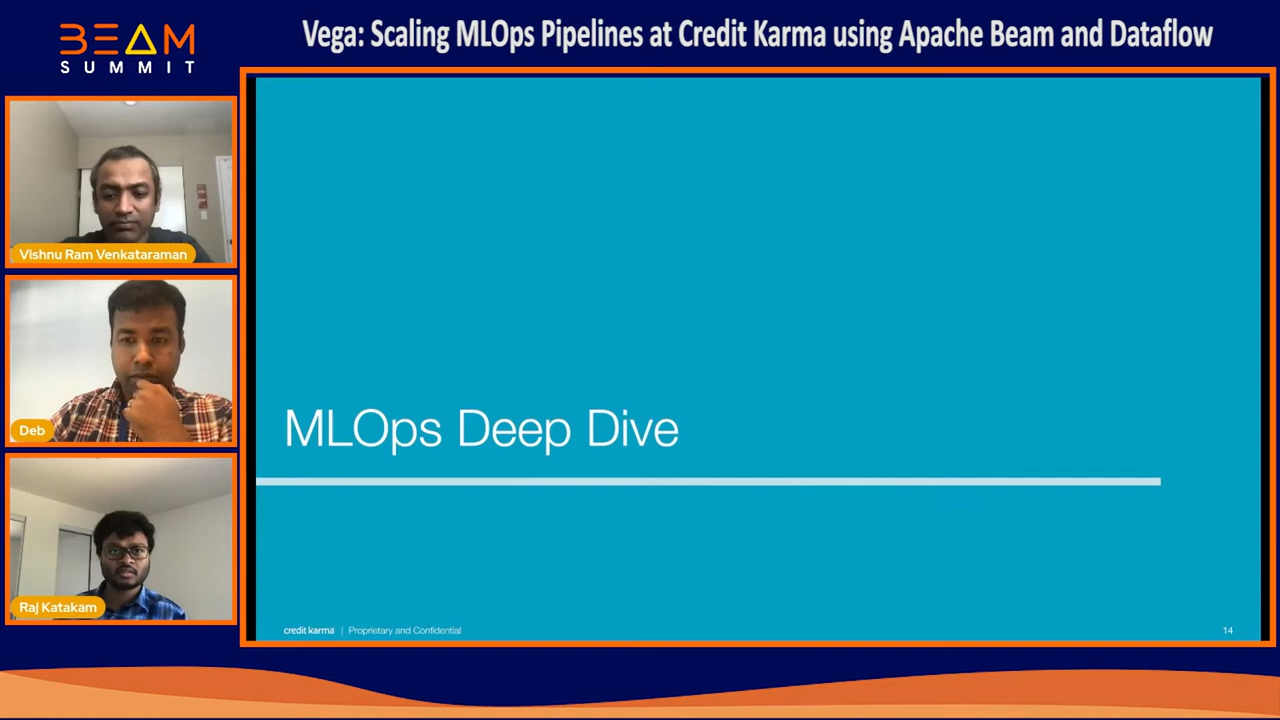 BEAM
SUMMIT
Vega: Scaling MLOps Pipelines at Credit Karma using Apache Beam and Dataflow
Vishnu Ram Venkataraman
Deb
Raj Katakam
MLOps Deep Dive
credit karma | Proprietary and Confidential
14